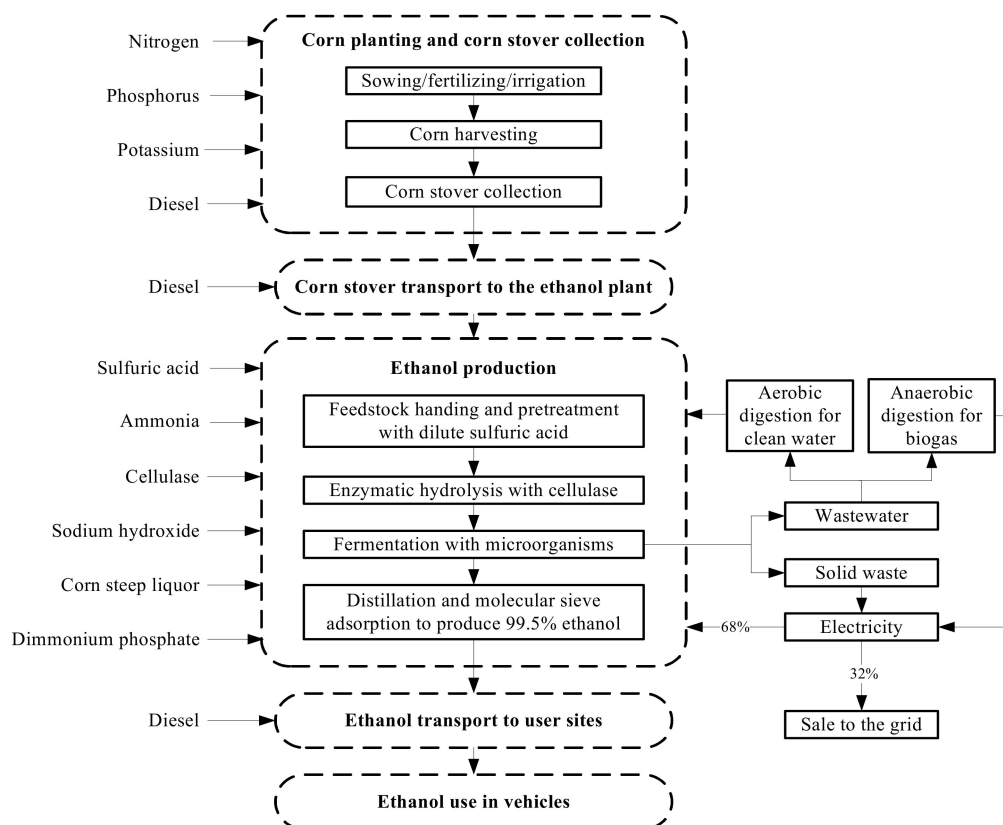 Nitrogen
Phosphorus
Potassium
Diesel
Corn planting and corn stover collection
Sowing/fertilizing/irrigation
Corn harvesting
Corn stover collection
Diesel
Corn stover transport to the ethanol plant
Sulfuric acid
Ammonia
Cellulase
Sodium hydroxide
Corn steep liquor
Dimmonium phosphate
Ethanol production
Feedstock handing and pretreatment
with dilute sulfuric acid
Enzymatic hydrolysis with cellulase
Fermentation with microorganisms
Distillation and molecular sieve
adsorption to produce 99.5% ethanol
Aerobic
digestion for
clean water
Anaerobic
digestion for
biogas
Wastewater
Solid waste
Electricity
68%
32%
Sale to the grid
Diesel
Ethanol transport to user sites
Ethanol use in vehicles